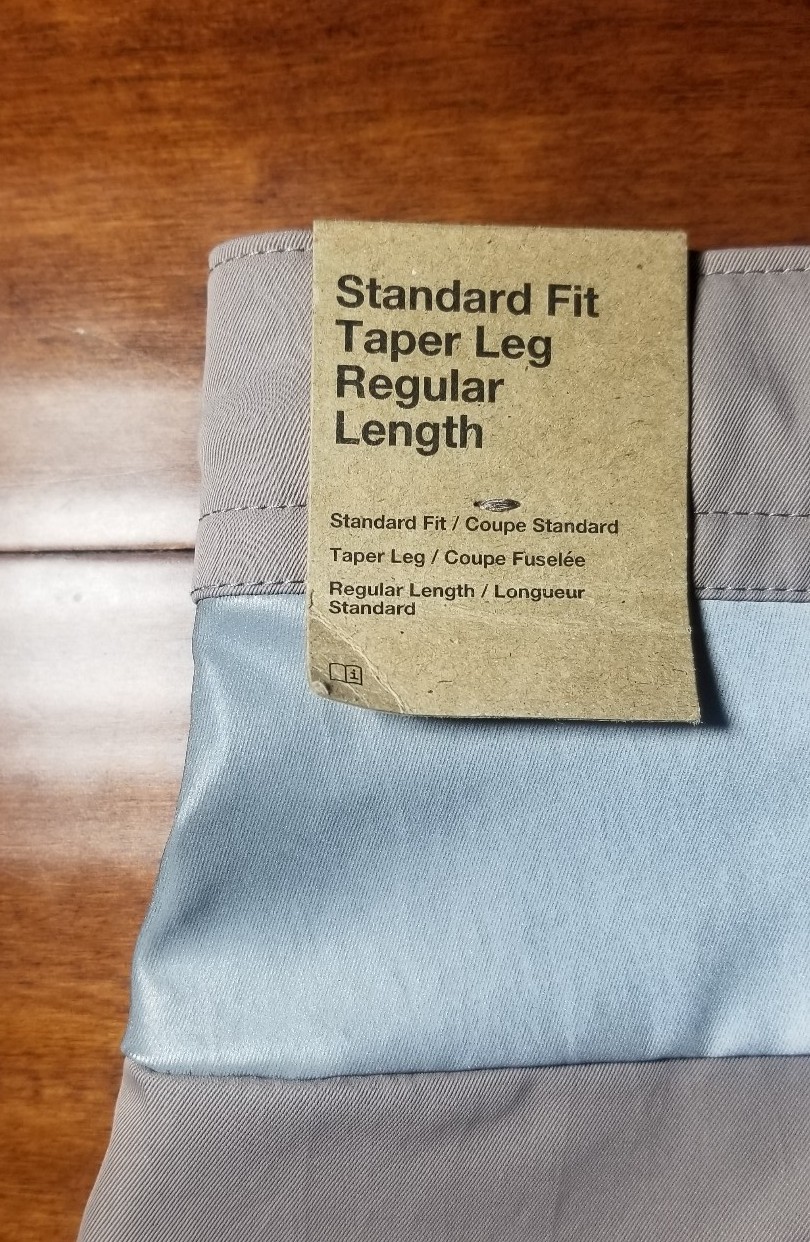 Standard Fit
Taper Leg
Regular
Length
Standard Fit / Coupe Standard
Taper Leg / Coupe Fuselée
Regular Length / Longueur
Standard
i